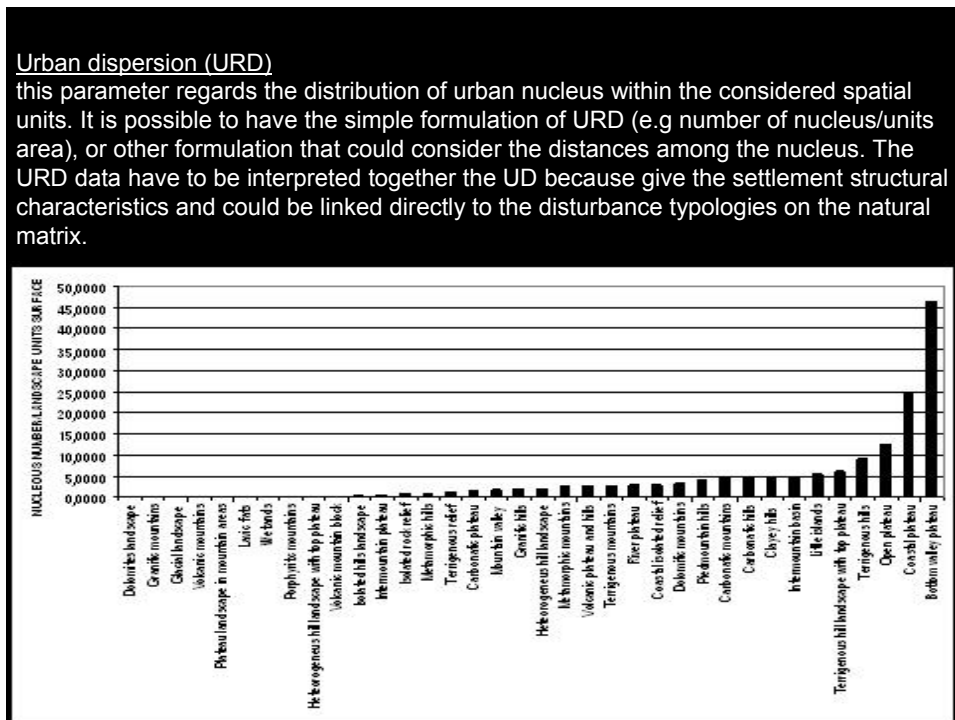 Urban dispersion (URD)
this parameter regards the distribution of urban nucleus within the considered spatial
units. It is possible to have the simple formulation of URD (e.g number of nucleus/units
area), or other formulation that could consider the distances among the nucleus. The
URD data have to be interpreted together the UD because give the settlement structural
characteristics and could be linked directly to the disturbance typologies on the natural
matrix.
NUCLEOUS NUMBER/LANDSCAPE UNITS SURFACE
50,0000
45,0000
40,0000
35,0000
30,0000
25,0000
20,0000
15,0000
10,0000
5,0000
0,0000
Dolomites landscape
Granitic mountains
Glacial landscape
Volcanic mountains
Plateau landscape in mountain areas
Lavic flats
Wetlands
Porphyritic mountains
Heteorogeneus hill landscape with top plateau
Volcanic mountain block
Isolated hills landscape
Intermountain plateau
Isolated rock relief
Metamorphic hills
Terrigenous relief
Carbonatic plateau
Mountain valley
Granitic hills
Heteorogeneus hill landscape
Metamorphic mountains
Volcanic plateau and hills
Terrigenous mountains
River plateau
Coastal isolated relief
Dolomitic mountains
Piedmountain hills
Carbonatic mountains
Carbonatic hills
Clayey hills
Intermountain basin
Little islands
Terrigenous hill landscape with top plateau
Terrigenous hills
Open plateau
Coastal plateau
Bottom valley plateau